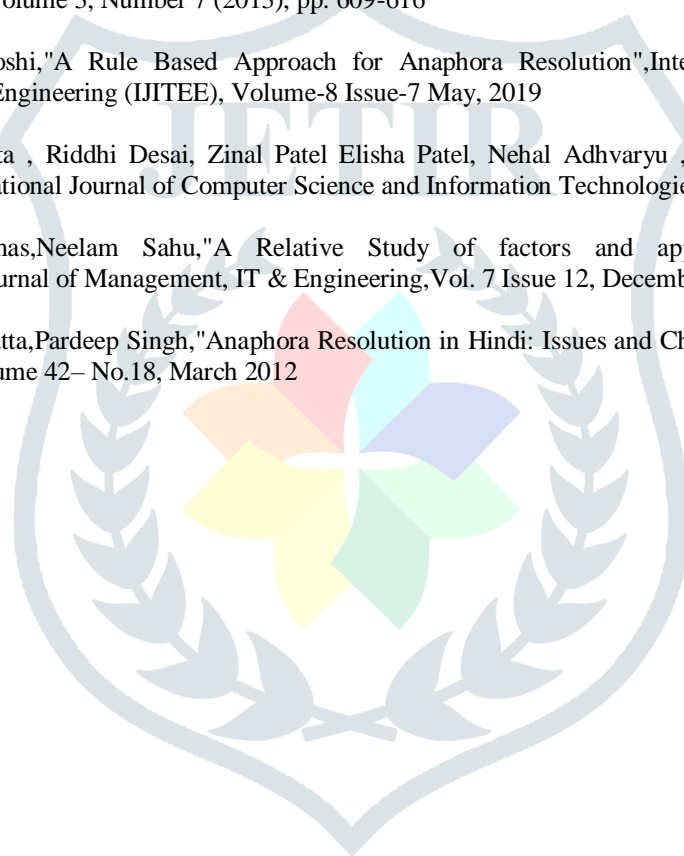 olume 3, Number 7 (2013), pp. 609-616
oshi,"A Rule Based Approach for Anaphora Resolution",Inte
Engineering (IJITEE), Volume-8 Issue-7 May, 2019
JETIR
ta , Riddhi Desai, Zinal Patel Elisha Patel, Nehal Adhvaryu ,
ational Journal of Computer Science and Information Technologie
nas,Neelam Sahu,"A Relative Study of factors and app
urnal of Management, IT & Engineering,Vol. 7 Issue 12, Decemb
tta,Pardeep Singh,"Anaphora Resolution in Hindi: Issues and Ch
ume 42– No.18, March 2012